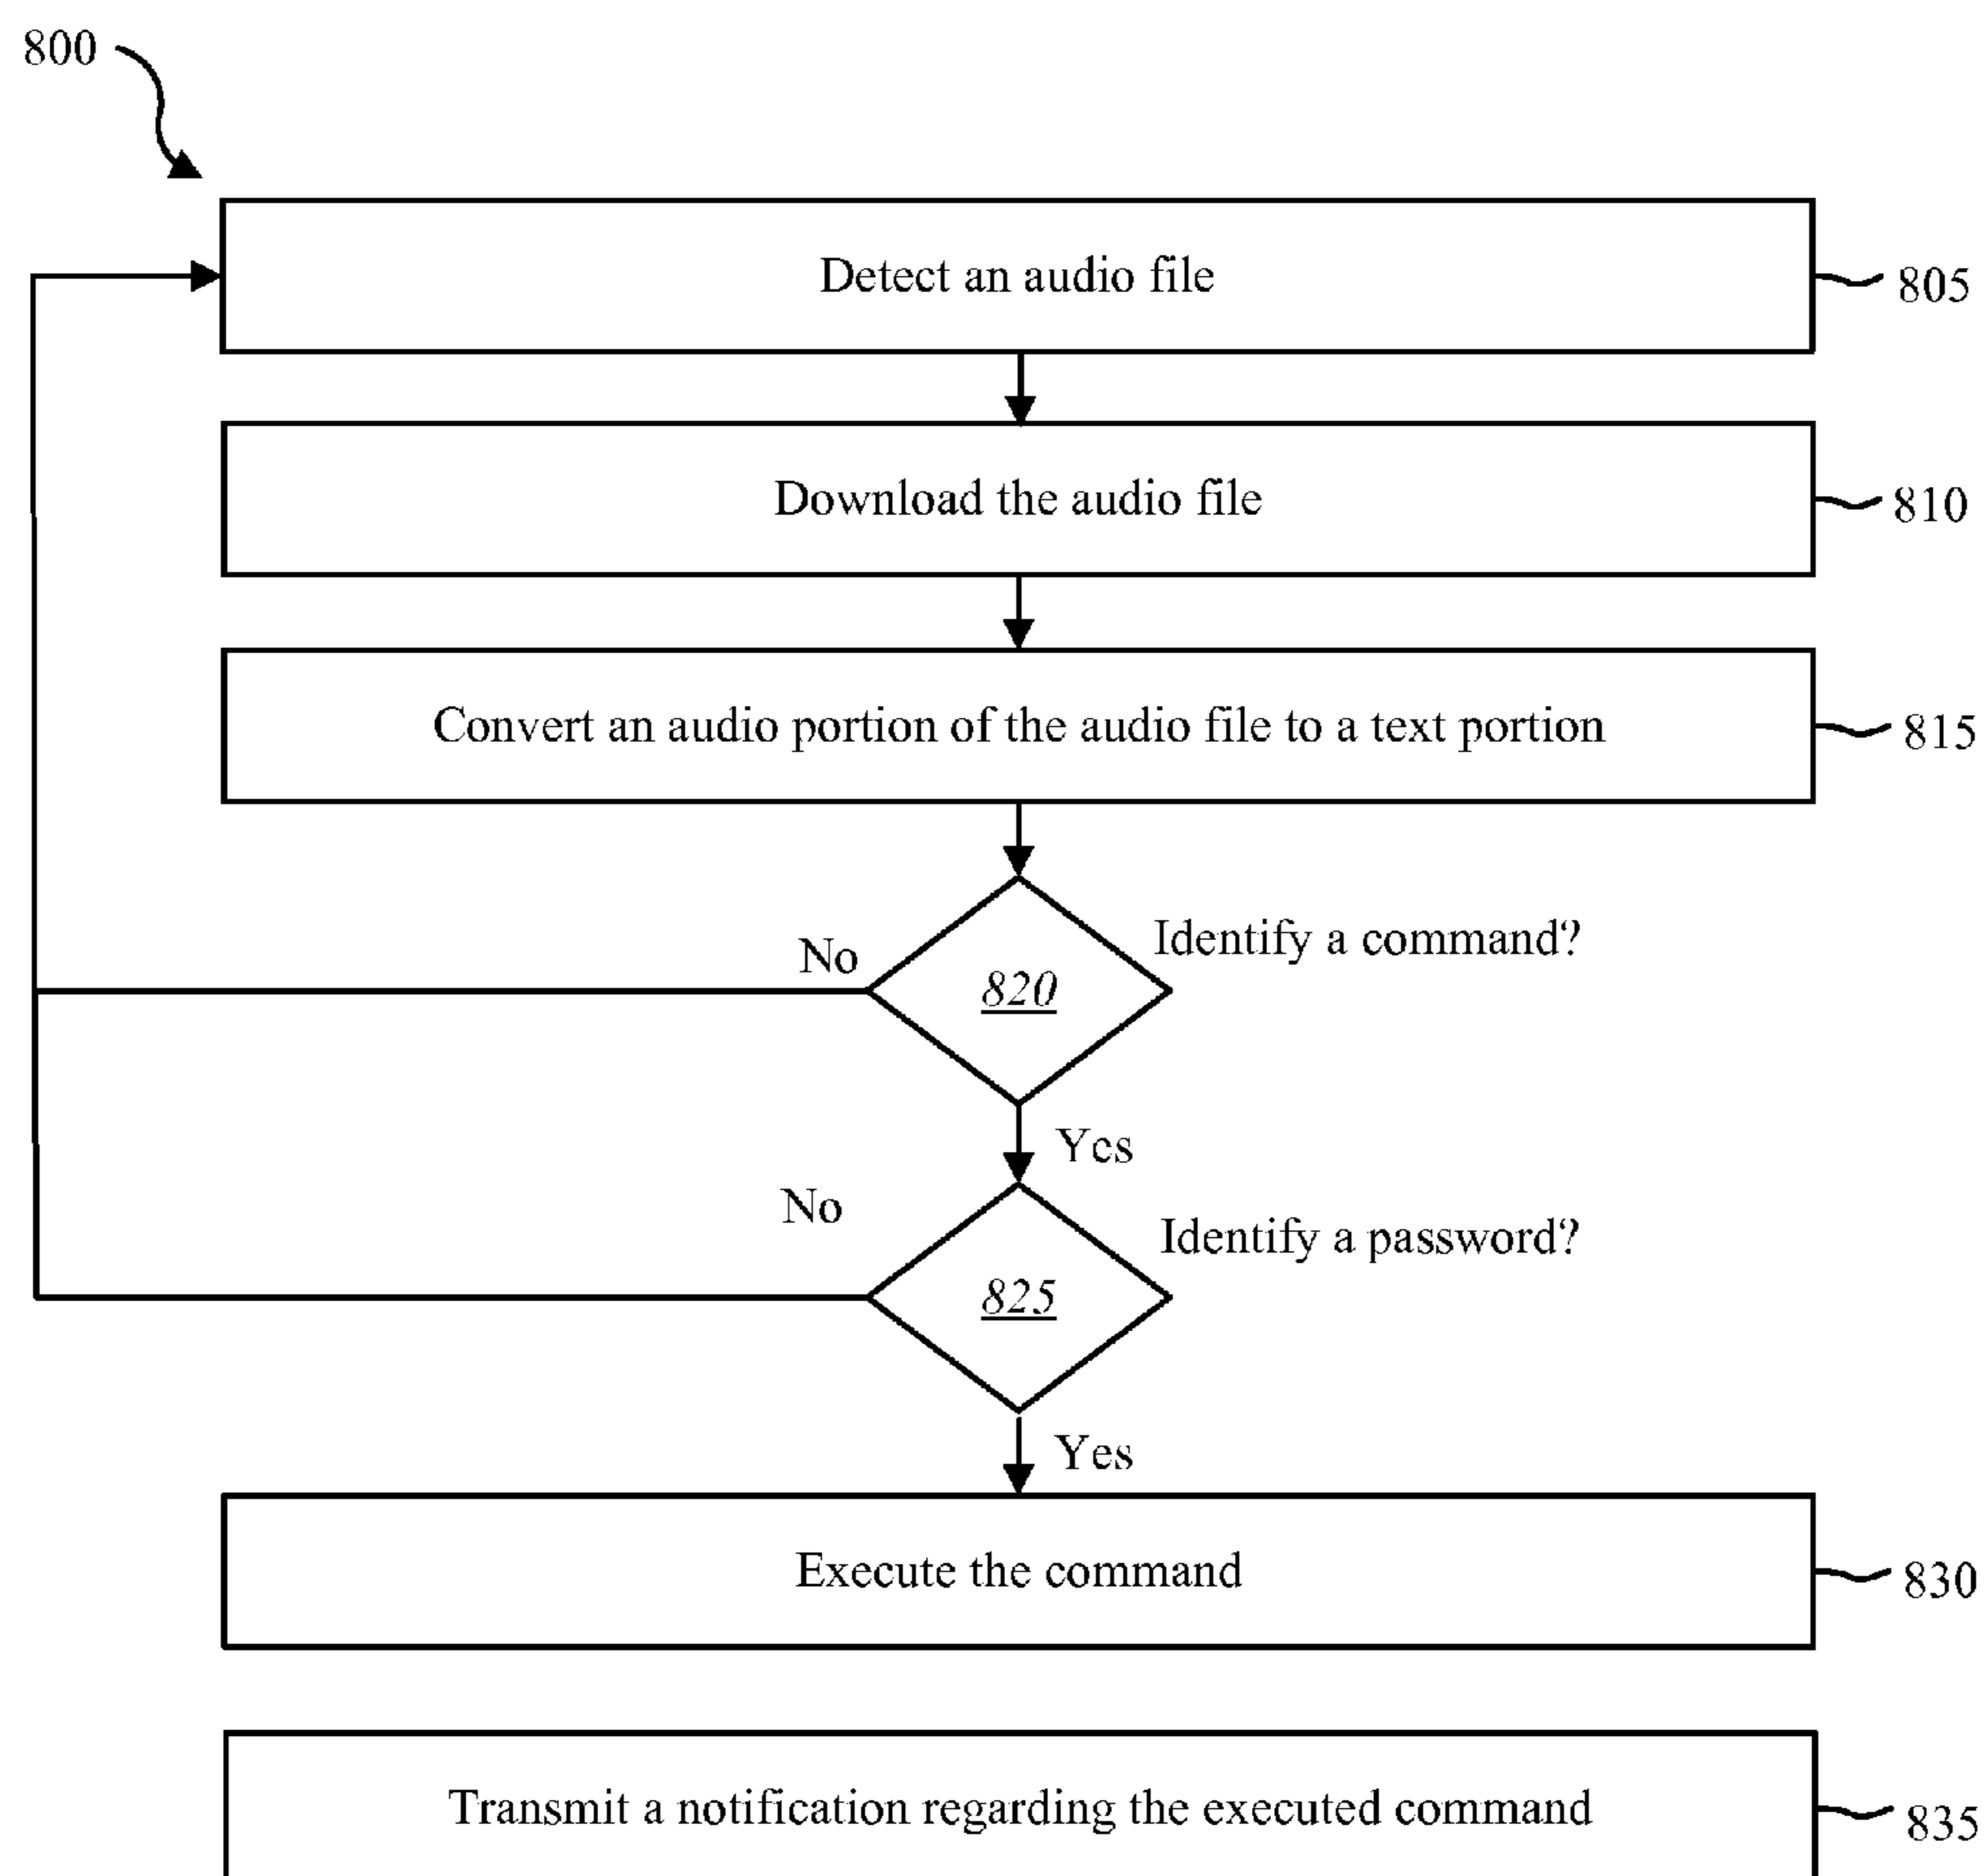 800
Detect an audio file
805
Download the audio file
810
Convert an audio portion of the audio file to a text portion
815
Identify a command?
No
820
Yes
No
Identify a password?
825
Yes
Execute the command
830
Transmit a notification regarding the executed command
835